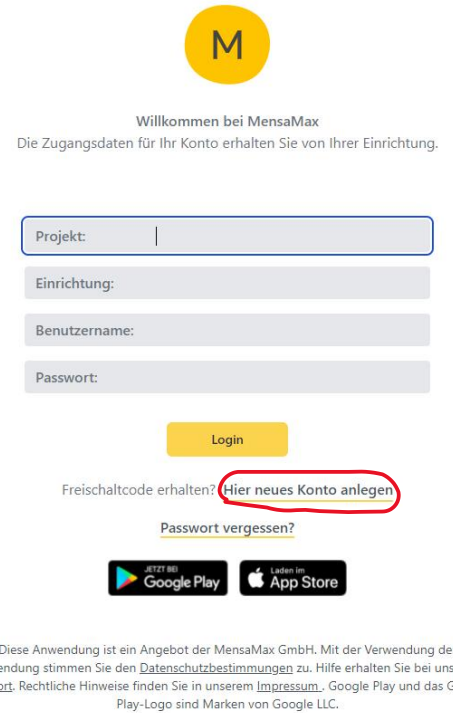 M
Willkommen bei MensaMax
Die Zugangsdaten für Ihr Konto erhalten Sie von Ihrer Einrichtung.
Projekt:
Einrichtung:
Benutzername:
Passwort:
Login
Freischaltcode erhalten? Hier neues Konto anlegen
Passwort vergessen?
JETZT BEI
Google Play
Laden im
App Store
Diese Anwendung ist ein Angebot der MensaMax GmbH. Mit der Verwendung de
endung stimmen Sie den Datenschutzbestimmungen zu. Hilfe erhalten Sie bei uns
ort. Rechtliche Hinweise finden Sie in unserem Impressum . Google Play und das G
Play-Logo sind Marken von Google LLC.